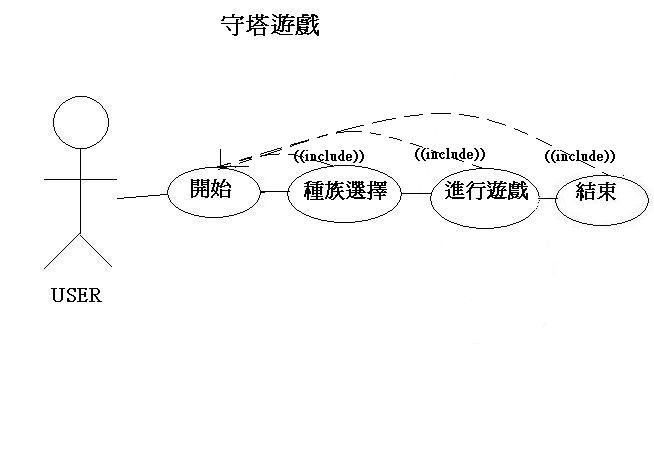 守塔遊戲
((include))
((include))
((include))
開始
種族選擇
進行遊戲
結束
USER